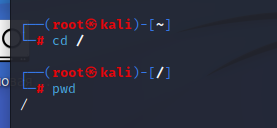 ┌──(root㉿kali)-[~]
└─# cd /
┌──(root㉿kali)-[/]
└─# pwd
/